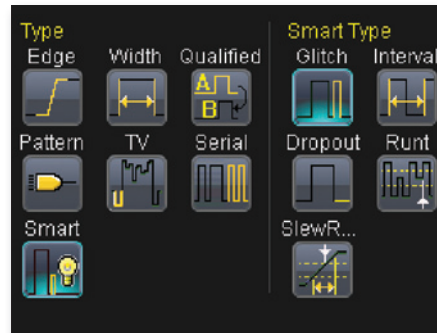 Type
Edge Width Qualified
A
B
Pattern TV Serial
Smart
Smart Type
Glitch Interval
Dropout Runt
SlewR...